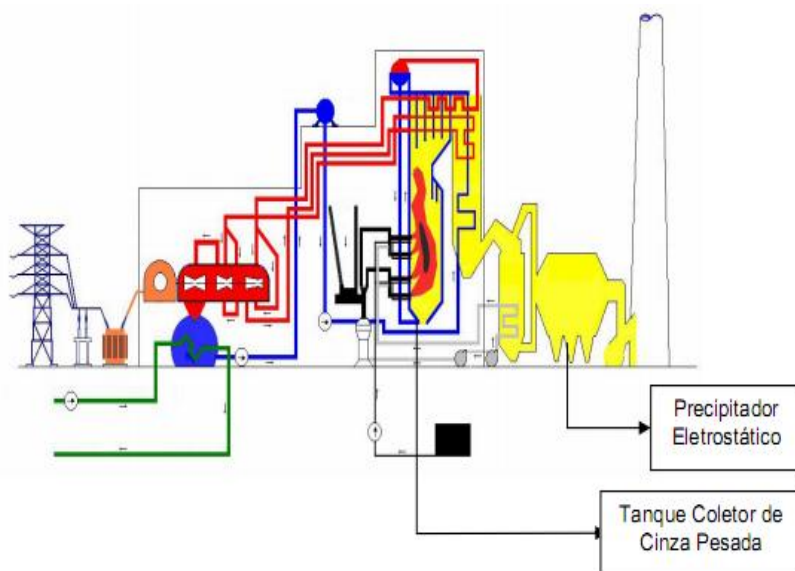 Precipitador
Eletrostático
Tanque Coletor de
Cinza Pesada